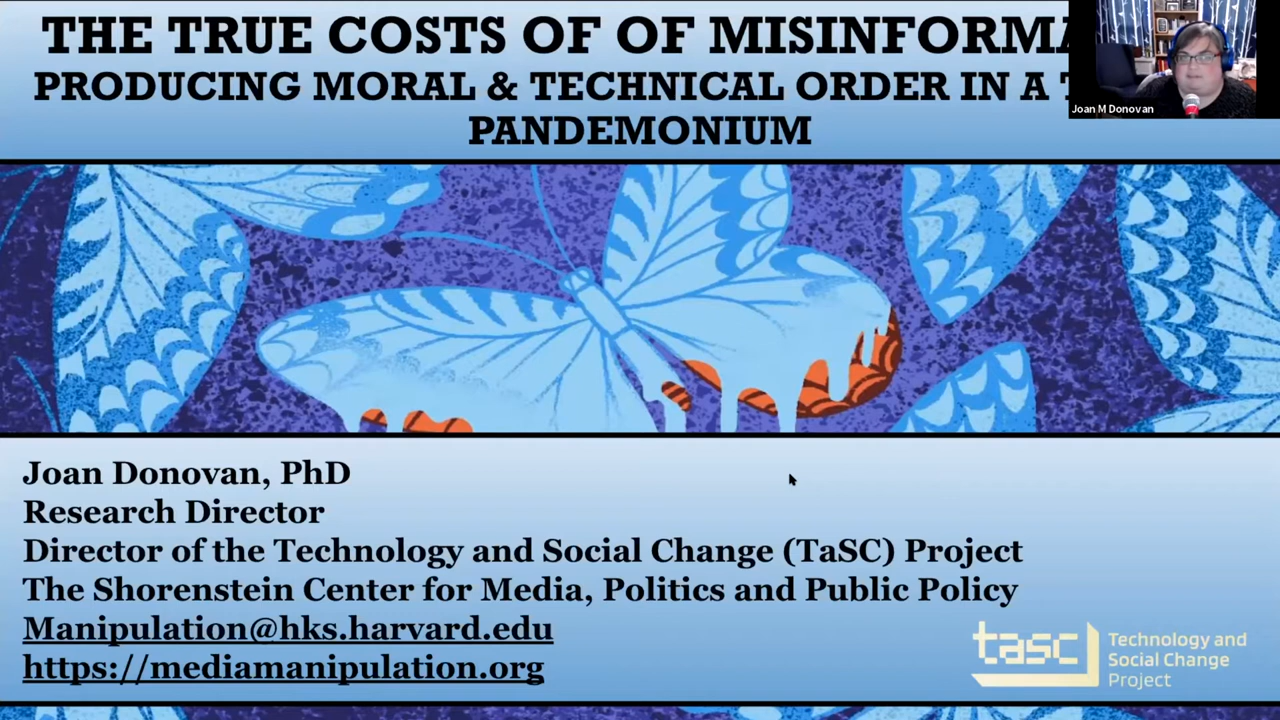 THE TRUE COSTS OF OF MISINFORMA
PRODUCING MORAL & TECHNICAL ORDER IN A T
PANDEMONIUM
Joan M Donovan
Joan Donovan, PhD
Research Director
Director of the Technology and Social Change (TaSC) Project
The Shorenstein Center for Media, Politics and Public Policy
Manipulation@hks.harvard.edu
https://mediamanipulation.org
tasc
Technology and
Social Change
Project